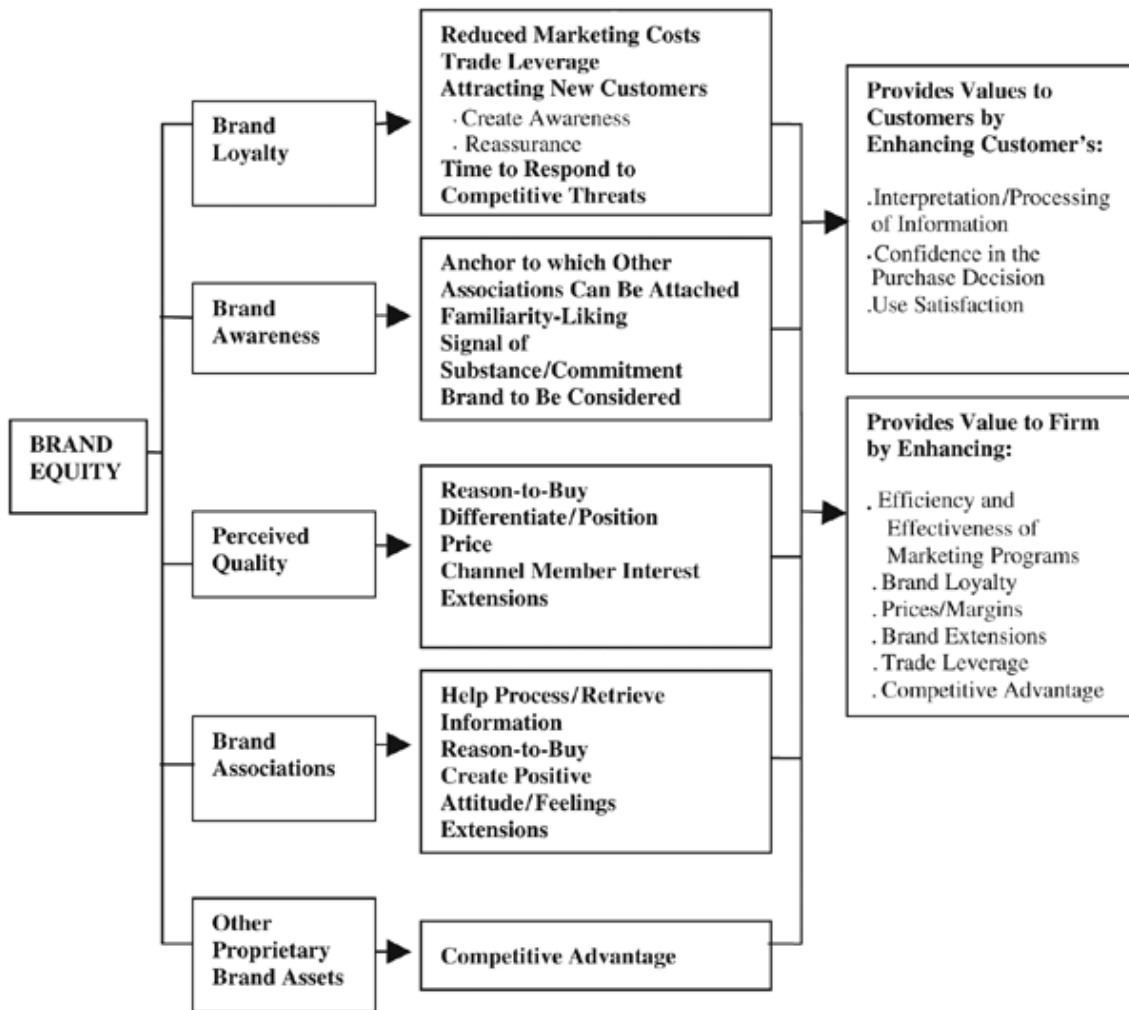 BRAND
EQUITY
Brand
Loyalty
Reduced Marketing Costs
Trade Leverage
Attracting New Customers
· Create Awareness
· Reassurance
Time to Respond to
Competitive Threats
Brand
Awareness
Anchor to which Other
Associations Can Be Attached
Familiarity-Liking
Signal of
Substance/Commitment
Brand to Be Considered
Perceived
Quality
Reason-to-Buy
Differentiate/Position
Price
Channel Member Interest
Extensions
Brand
Associations
Help Process/Retrieve
Information
Reason-to-Buy
Create Positive
Attitude/Feelings
Extensions
Other
Proprietary
Brand Assets
Competitive Advantage
Provides Values to
Customers by
Enhancing Customer's:
.Interpretation/Processing
of Information
.Confidence in the
Purchase Decision
.Use Satisfaction
Provides Value to Firm
by Enhancing:
. Efficiency and
Effectiveness of
Marketing Programs
.Brand Loyalty
.Prices/Margins
.Brand Extensions
.Trade Leverage
.Competitive Advantage